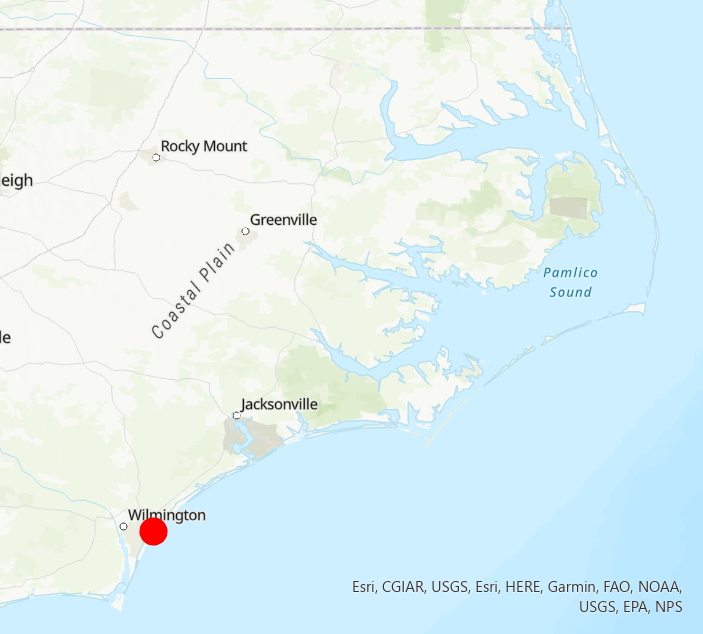 Rocky Mount
eigh
Greenville
Coastal Plain
Pamlico
Sound
le
Jacksonville
Wilmington
Esri, CGIAR, USGS, Esri, HERE, Garmin, FAO, NOAA,
USGS, EPA, NPS